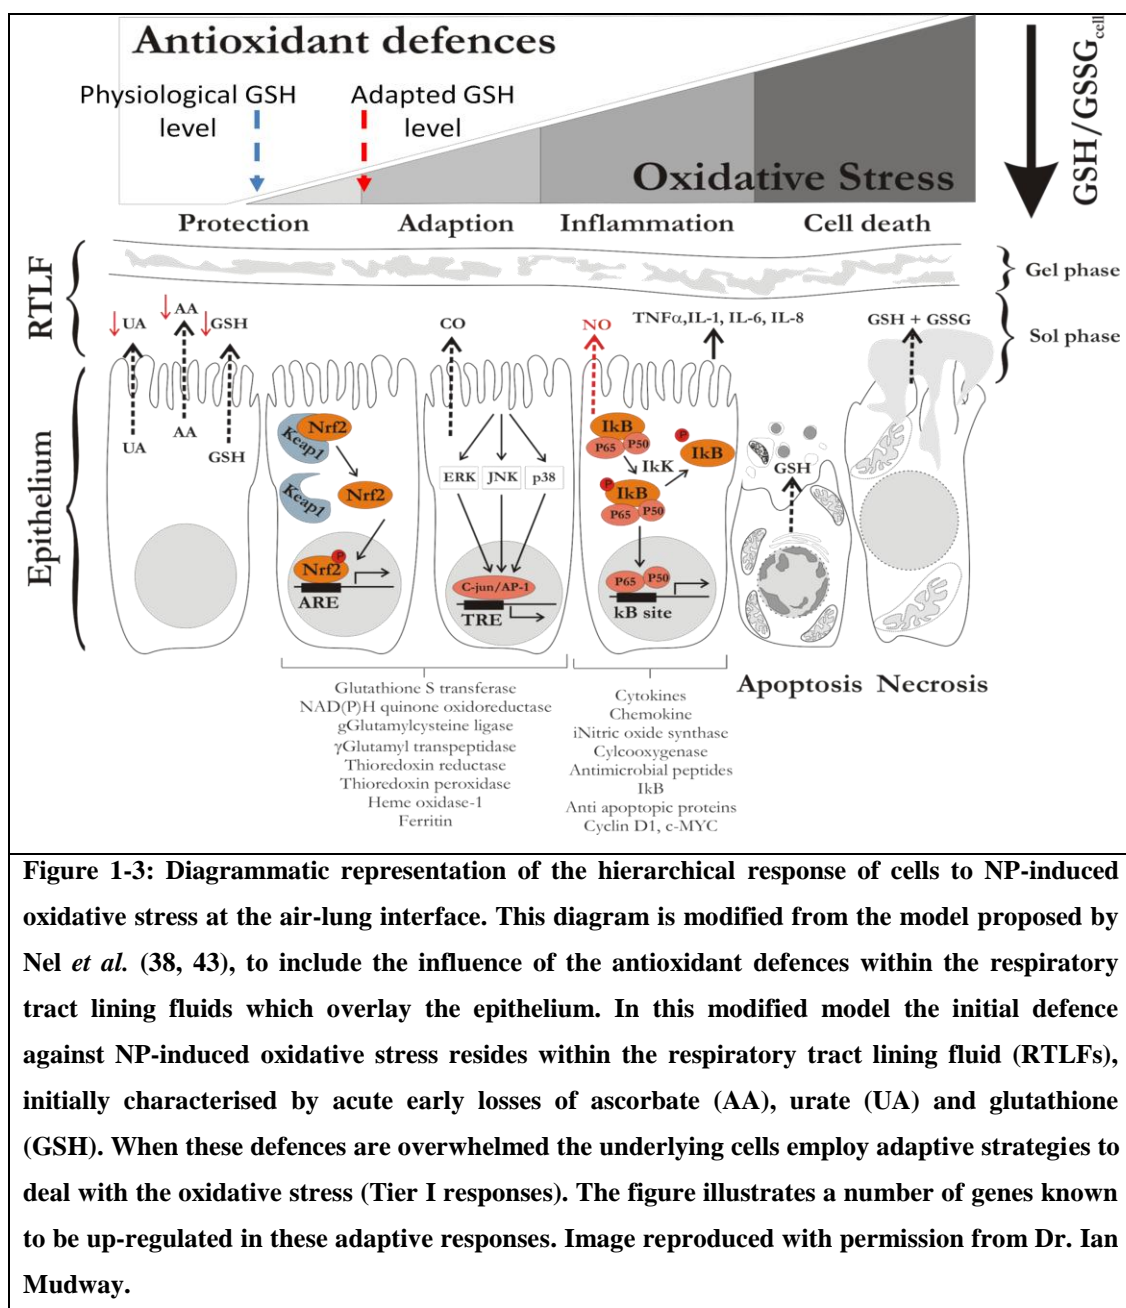 Antioxidant defences
Physiological GSH
level
Adapted GSH
level
GSH/GSSGcell
Oxidative Stress
Protection
Adaption
Inflammation
Cell death
RTLF
Gel phase
Sol phase
UA
AA
GSH
CO
NO
TNFα,IL-1, IL-6, IL-8
GSH + GSSG
Epithelium
UA
AA
GSH
Nrf2
Keap1
Keap1
Nrf2
P
Nrf2
ARE
ERK
JNK
p38
C-jun/AP-1
TRE
IkB
P65
P50
P
IkB
IkK
P
IkB
P65
P50
P65
P50
kB site
GSH
Apoptosis
Necrosis
Glutathione S transferase
NAD(P)H quinone oxidoreductase
gGlutamylcysteine ligase
γGlutamyl transpeptidase
Thioredoxin reductase
Thioredoxin peroxidase
Heme oxidase-1
Ferritin
Cytokines
Chemokine
iNitric oxide synthase
Cylcooxygenase
Antimicrobial peptides
IkB
Anti apoptopic proteins
Cyclin D1, c-MYC
Figure 1-3: Diagrammatic representation of the hierarchical response of cells to NP-induced
oxidative stress at the air-lung interface. This diagram is modified from the model proposed by
Nel et al. (38, 43), to include the influence of the antioxidant defences within the respiratory
tract lining fluids which overlay the epithelium. In this modified model the initial defence
against NP-induced oxidative stress resides within the respiratory tract lining fluid (RTLFs),
initially characterised by acute early losses of ascorbate (AA), urate (UA) and glutathione
(GSH). When these defences are overwhelmed the underlying cells employ adaptive strategies to
deal with the oxidative stress (Tier I responses). The figure illustrates a number of genes known
to be up-regulated in these adaptive responses. Image reproduced with permission from Dr. Ian
Mudway.